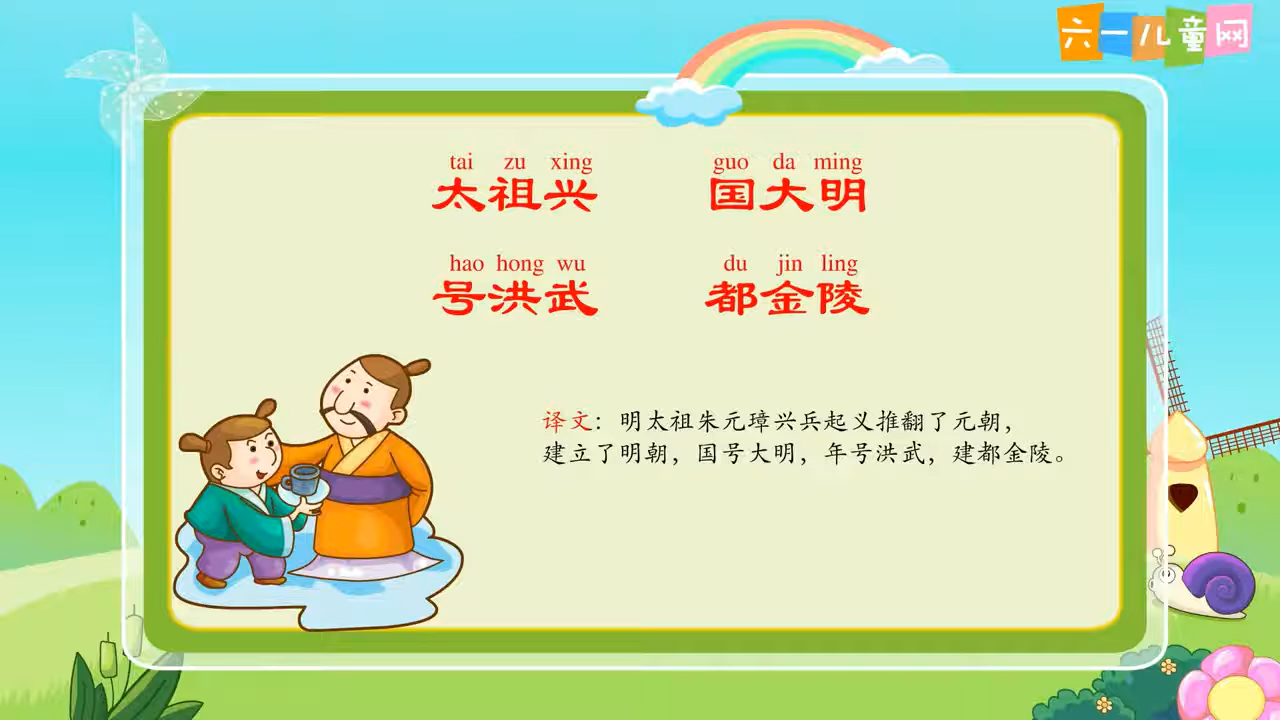 六一儿童网
tai zu xing guo da ming
太祖兴 国大明
hao hong wu du jin ling
号洪武 都金陵
译文：明太祖朱元璋兴兵起义推翻了元朝，
建立了明朝，国号大明，年号洪武，建都金陵。